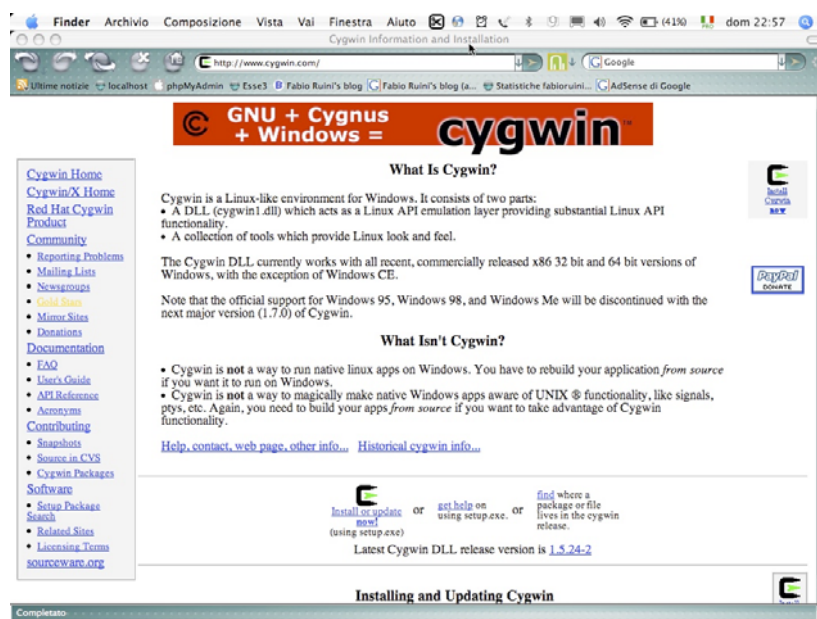 Finder Archivio Composizione Vista Vai Finestra Aiuto (41%) dom 22:57
Cygwin Information and Installation
http://www.cygwin.com/ Google
Ultime notizie localhost phpMyAdmin Esse3 Fabio Ruini's blog Fabio Ruini's blog (a... Statistiche fabioruini... AdSense di Google
GNU + Cygnus
+ Windows = cygwin™
Cygwin Home
Cygwin/X Home
Red Hat Cygwin
Product
Community
• Reporting Problems
• Mailing Lists
• Newsgroups
• Gold Stars
• Mirror Sites
• Donations
Documentation
• FAQ
• User's Guide
• API Reference
• Acronyms
Contributing
• Snapshots
• Source in CVS
• Cygwin Packages
Software
• Setup Package
Search
• Related Sites
• Licensing Terms
sourceware.org
What Is Cygwin?
Cygwin is a Linux-like environment for Windows. It consists of two parts:
• A DLL (cygwin1.dll) which acts as a Linux API emulation layer providing substantial Linux API
functionality.
• A collection of tools which provide Linux look and feel.
The Cygwin DLL currently works with all recent, commercially released x86 32 bit and 64 bit versions of
Windows, with the exception of Windows CE.
Note that the official support for Windows 95, Windows 98, and Windows Me will be discontinued with the
next major version (1.7.0) of Cygwin.
What Isn't Cygwin?
• Cygwin is not a way to run native linux apps on Windows. You have to rebuild your application from source
if you want it to run on Windows.
• Cygwin is not a way to magically make native Windows apps aware of UNIX ® functionality, like signals,
ptys, etc. Again, you need to build your apps from source if you want to take advantage of Cygwin
functionality.
Help, contact, web page, other info... Historical cygwin info...
Install or update
now!
(using setup.exe)
or
get help on
using setup.exe.
or
find where a
package or file
lives in the cygwin
release.
Latest Cygwin DLL release version is 1.5.24-2
Installing and Updating Cygwin
Install
Cygwin
now
PayPal
DONATE
Completato